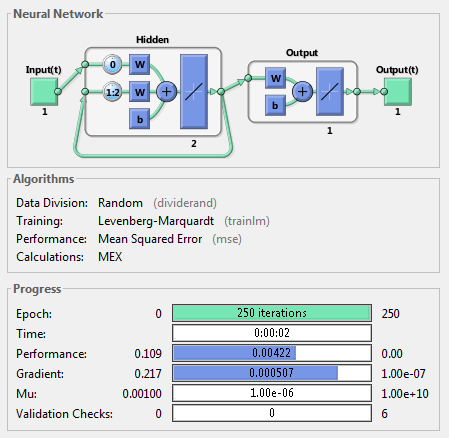 Neural Network
Hidden
Output
Input(t)
Output(t)
0
W
1:2
W
+
b
W
+
b
1
2
1
1
Algorithms
Data Division: Random (dividerand)
Training: Levenberg-Marquardt (trainlm)
Performance: Mean Squared Error (mse)
Calculations: MEX
Progress
Epoch: 0 250 iterations 250
Time: 0:00:02
Performance: 0.109 0.00422 0.00
Gradient: 0.217 0.000507 1.00e-07
Mu: 0.00100 1.00e-06 1.00e+10
Validation Checks: 0 0 6